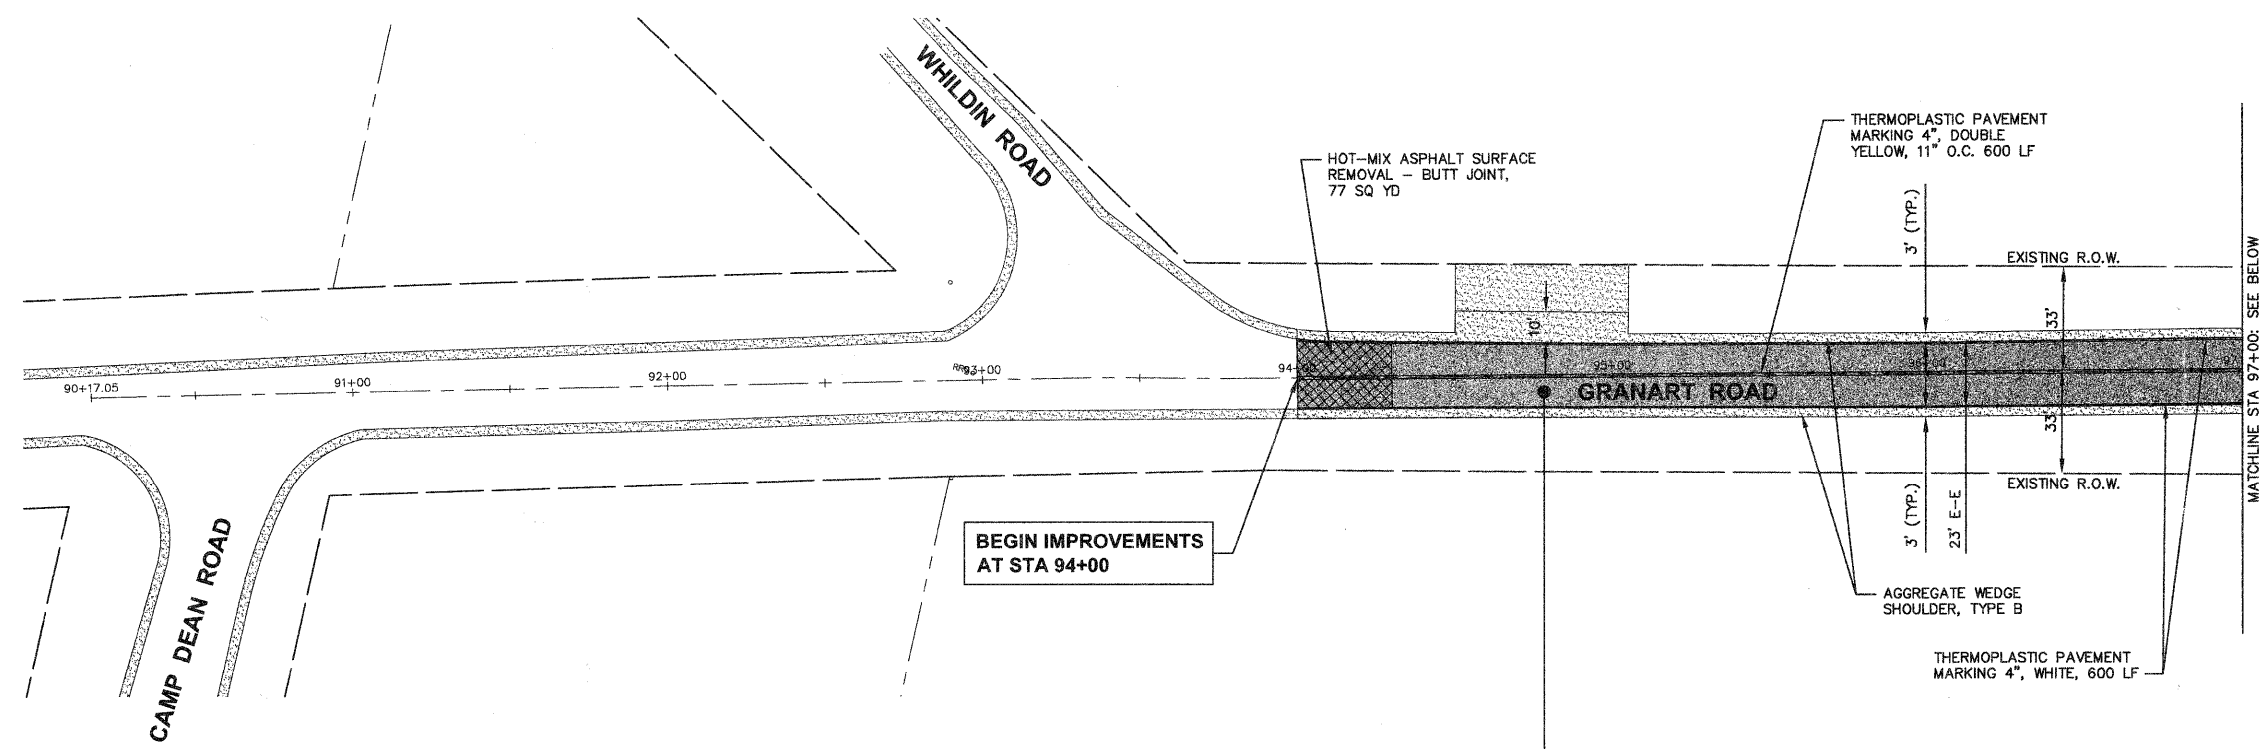 WHILDIN ROAD
THERMOPLASTIC PAVEMENT
MARKING 4", DOUBLE
YELLOW, 11" O.C. 600 LF
HOT-MIX ASPHALT SURFACE
REMOVAL - BUTT JOINT,
77 SQ YD
3' (TYP.)
EXISTING R.O.W.
33'
10'
90+17.05
91+00
92+00
93+00
94+00
95+00
96+00
GRANART ROAD
33'
EXISTING R.O.W.
MATCHLINE STA 97+00: SEE BELOW
3' (TYP.)
23' E-E
BEGIN IMPROVEMENTS
AT STA 94+00
CAMP DEAN ROAD
AGGREGATE WEDGE
SHOULDER, TYPE B
THERMOPLASTIC PAVEMENT
MARKING 4", WHITE, 600 LF